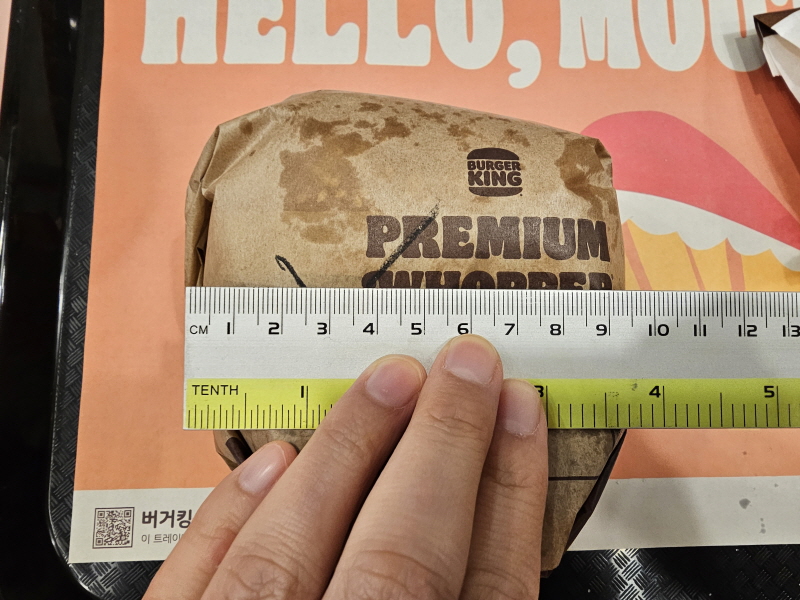 HELLO,
BURGER
KING
PREMIUM
WHOPPER
CM 1 2 3 4 5 6 7 8 9 10 11 12 13
TENTH 1 3 4 5
버거킹